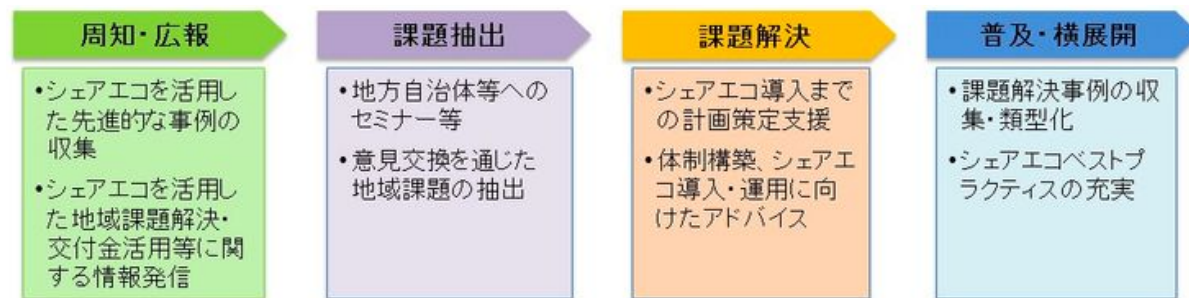 周知・広報
•シェアエコを活用し
た先進的な事例の
収集
•シェアエコを活用し
た地域課題解決・
交付金活用等に関
する情報発信
課題抽出
•地方自治体等への
セミナー等
•意見交換を通じた
地域課題の抽出
課題解決
•シェアエコ導入まで
の計画策定支援
•体制構築、シェアエ
コ導入・運用に向
けたアドバイス
普及・横展開
•課題解決事例の収
集・類型化
•シェアエコベストプ
ラクティスの充実